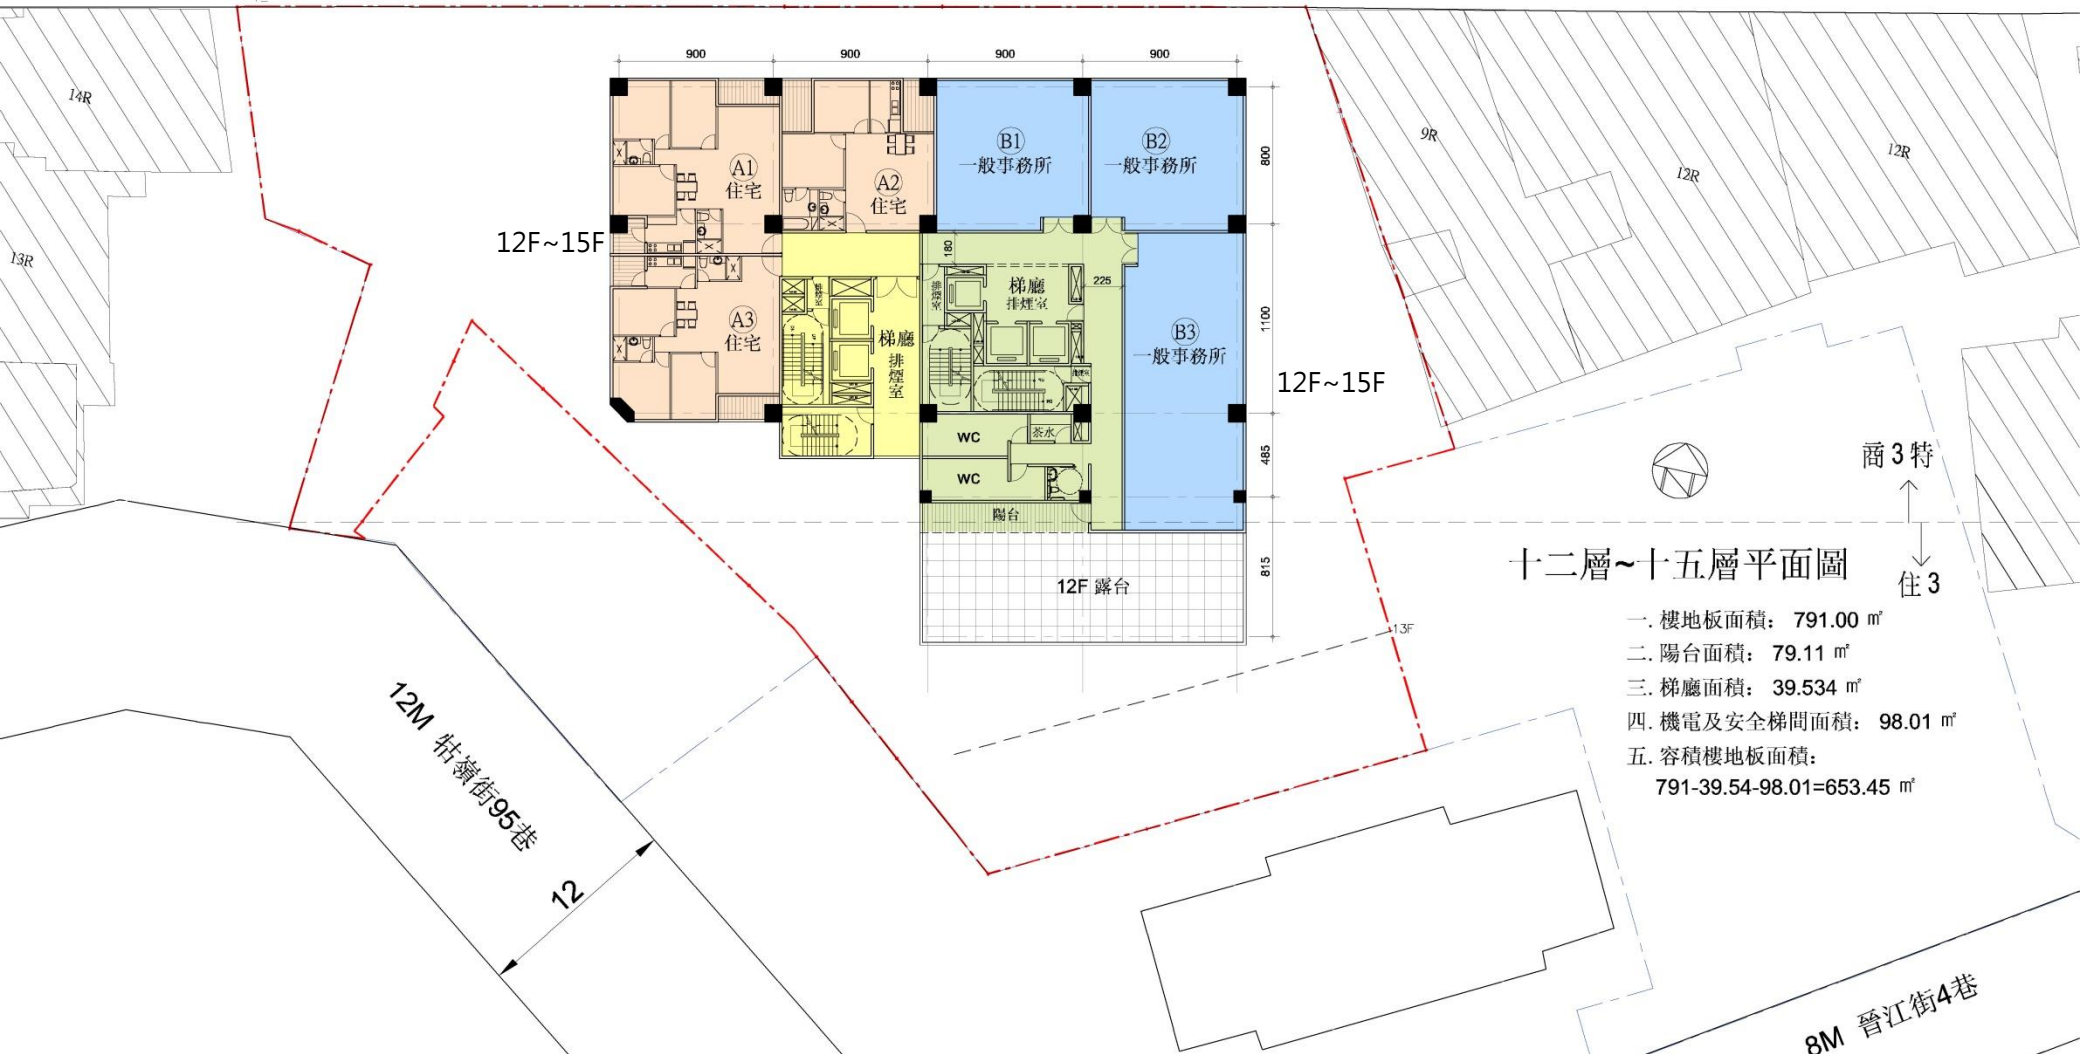 900
900
900
900
14R
13R
9R
12R
12R
A1
住宅
A2
住宅
A3
住宅
B1
一般事務所
B2
一般事務所
B3
一般事務所
12F~15F
12F~15F
180
225
800
1100
485
815
梯廳
排煙室
梯廳
排煙室
排煙室
WC
WC
茶水
陽台
12F 露台
13F
商3特
住3
十二層~十五層平面圖
一. 樓地板面積： 791.00 ㎡
二. 陽台面積： 79.11 ㎡
三. 梯廳面積： 39.534 ㎡
四. 機電及安全梯間面積： 98.01 ㎡
五. 容積樓地板面積：
791-39.54-98.01=653.45 ㎡
12M 牯嶺街95巷
12
8M 晉江街4巷